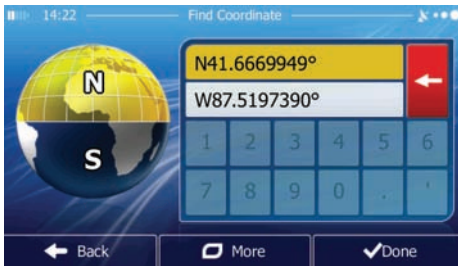 14:22 Find Coordinate
N41.6669949°
W87.5197390°
N
S
1 2 3 4 5 6
7 8 9 0 . '
Back More Done